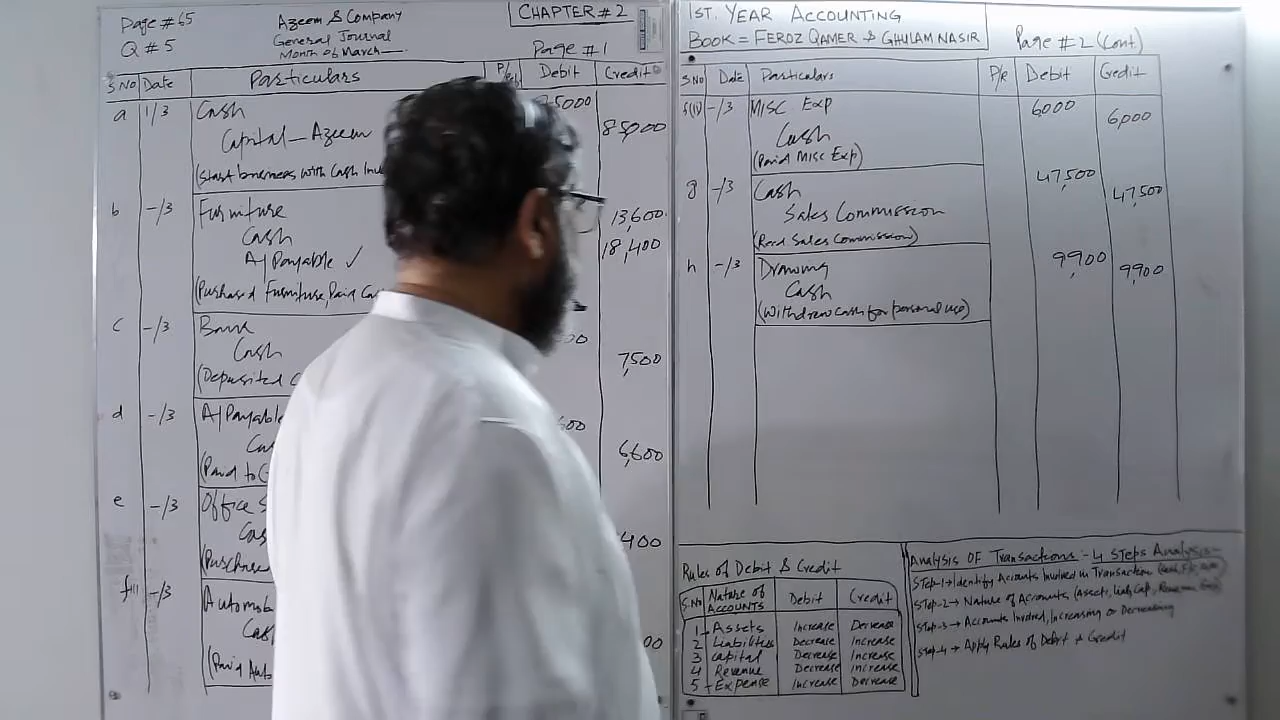 Page # 65
Q # 5
Azeem & Company
General Journal
Month of March
CHAPTER # 2
Page # 1
S No Date Particulars P/R Debit Credit
a 1/3 Cash 5000
Capital - Azeem 85000
(Start business with Cash
b -/3 Furniture
Cash 13,600
A/Payable ✓ 18,400
(Purchased Furniture, Paid
c -/3 Bank
Cash 7,500
(Deposited
d -/3 A/Payable 600
Cash 6,600
(Paid to
e -/3 Office
400
(Purchased
-/3 Automob
00
(Paid Aut
1ST. YEAR ACCOUNTING
BOOK = FEROZ QAMER & GHULAM NASIR
Page # 2 (Cont)
S.No Date Particulars P/R Debit Credit
-/3 MISC Exp 6000
Cash 6,000
(Paid Misc Exp)
g -/3 Cash 47,500
Sales Commission 47,500
(Recd Sales Commission)
h -/3 Drawing 9,900
Cash 9,900
(Withdrew Cash for personal use)
Rules of Debit & Credit
S.No Nature of ACCOUNTS Debit Credit
1 Assets Increase Decrease
2 Liabilities Decrease Increase
3 Capital Decrease Increase
4 Revenue Decrease Increase
5 Expense Increase Decrease
Analysis Of Transactions - 4 Steps Analysis
Step-1 → Identify Accounts Involved in Transaction
Step-2 → Nature of Accounts (Assets, Liab, Cap, Revenue, Exp)
Step-3 → Accounts Involved, Increasing or Decreasing
Step-4 → Apply Rules of Debit & Credit